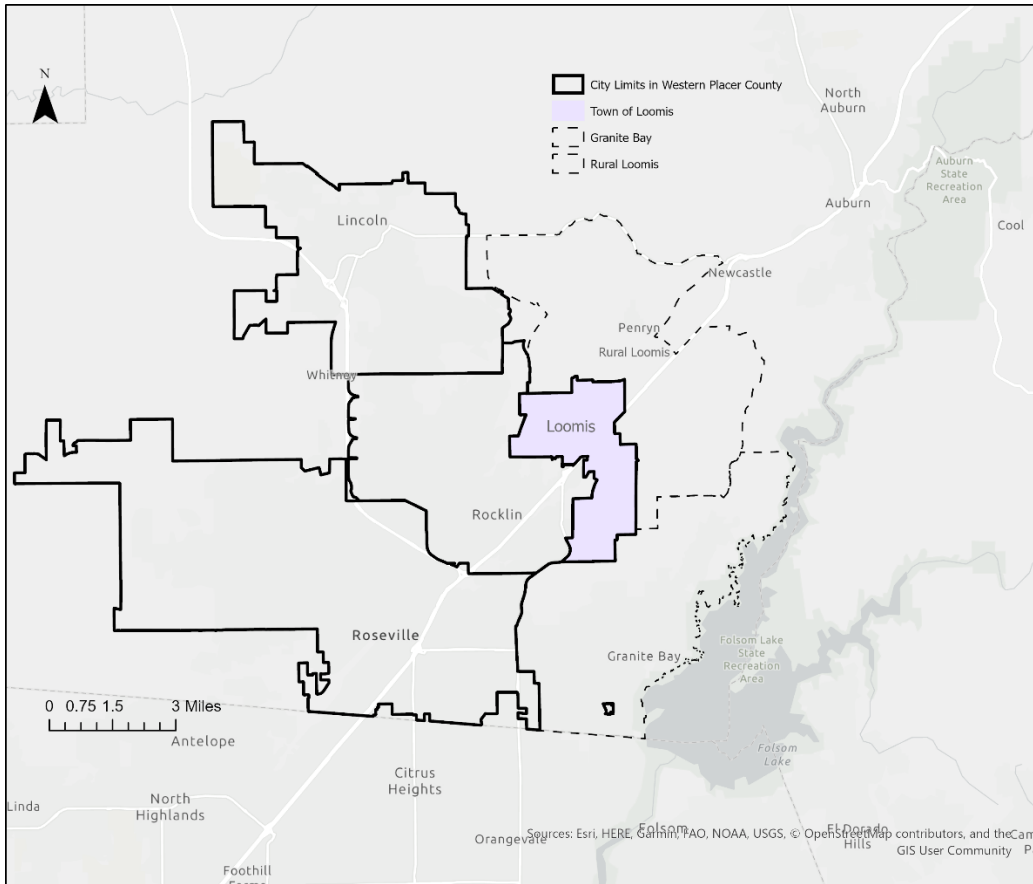 N
City Limits in Western Placer County
Town of Loomis
Granite Bay
Rural Loomis
North
Auburn
Auburn
State
Recreation
Area
Auburn
Cool
Lincoln
Newcastle
Penryn
Rural Loomis
Whitney
Loomis
Rocklin
Roseville
Granite Bay
Folsom Lake
State
Recreation
Area
0 0.75 1.5 3 Miles
Antelope
Folsom
Lake
Citrus
Heights
Linda
North
Highlands
Orangevale
Folsom
El Dorado
Hills
Sources: Esri, HERE, Garmin, FAO, NOAA, USGS, © OpenStreetMap contributors, and the
GIS User Community
Cam
P
Foothill
Farms